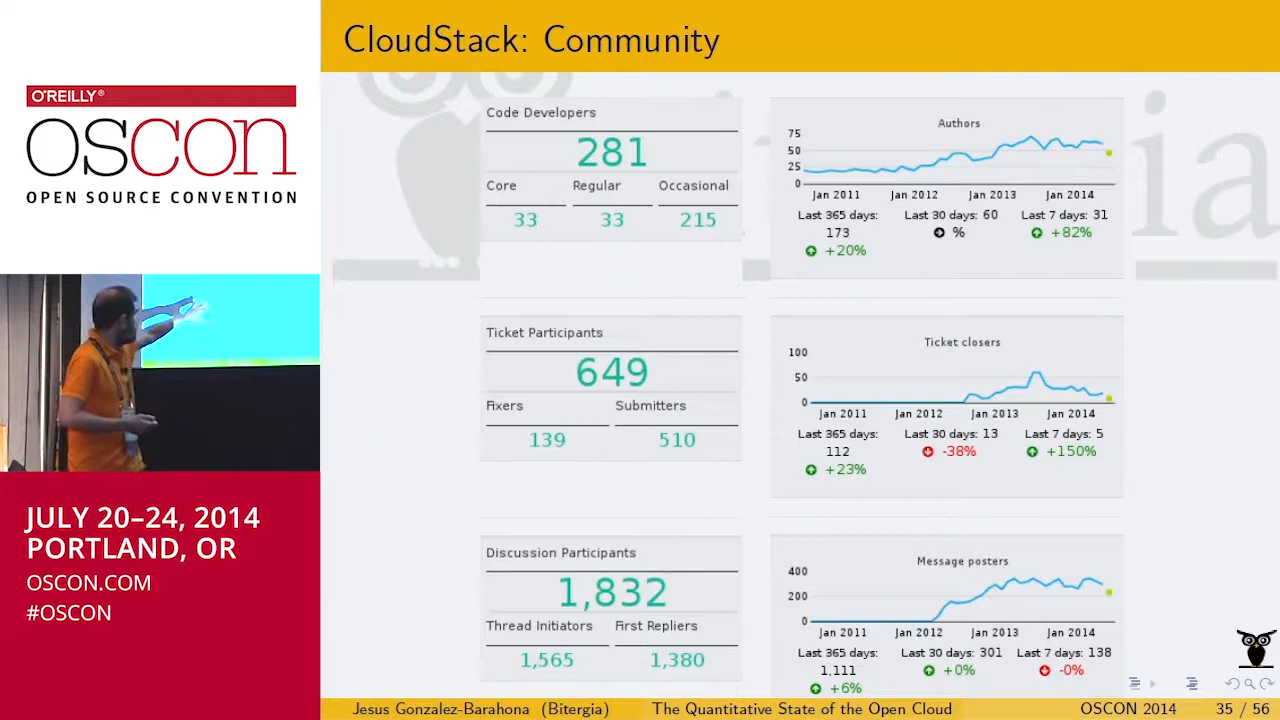 O'REILLY®
OSCON
OPEN SOURCE CONVENTION
JULY 20–24, 2014
PORTLAND, OR
OSCON.COM
#OSCON
CloudStack: Community
Code Developers
281
Core Regular Occasional
33 33 215
Authors
75
50
25
0
Jan 2011 Jan 2012 Jan 2013 Jan 2014
Last 365 days: Last 30 days: 60 Last 7 days: 31
173 % +82%
+20%
Ticket Participants
649
Fixers Submitters
139 510
Ticket closers
100
50
0
Jan 2011 Jan 2012 Jan 2013 Jan 2014
Last 365 days: Last 30 days: 13 Last 7 days: 5
112 -38% +150%
+23%
Discussion Participants
1,832
Thread Initiators First Repliers
1,565 1,380
Message posters
400
200
0
Jan 2011 Jan 2012 Jan 2013 Jan 2014
Last 365 days: Last 30 days: 301 Last 7 days: 138
1,111 +0% -0%
+6%
Jesus Gonzalez-Barahona (Bitergia) The Quantitative State of the Open Cloud OSCON 2014 35 / 56